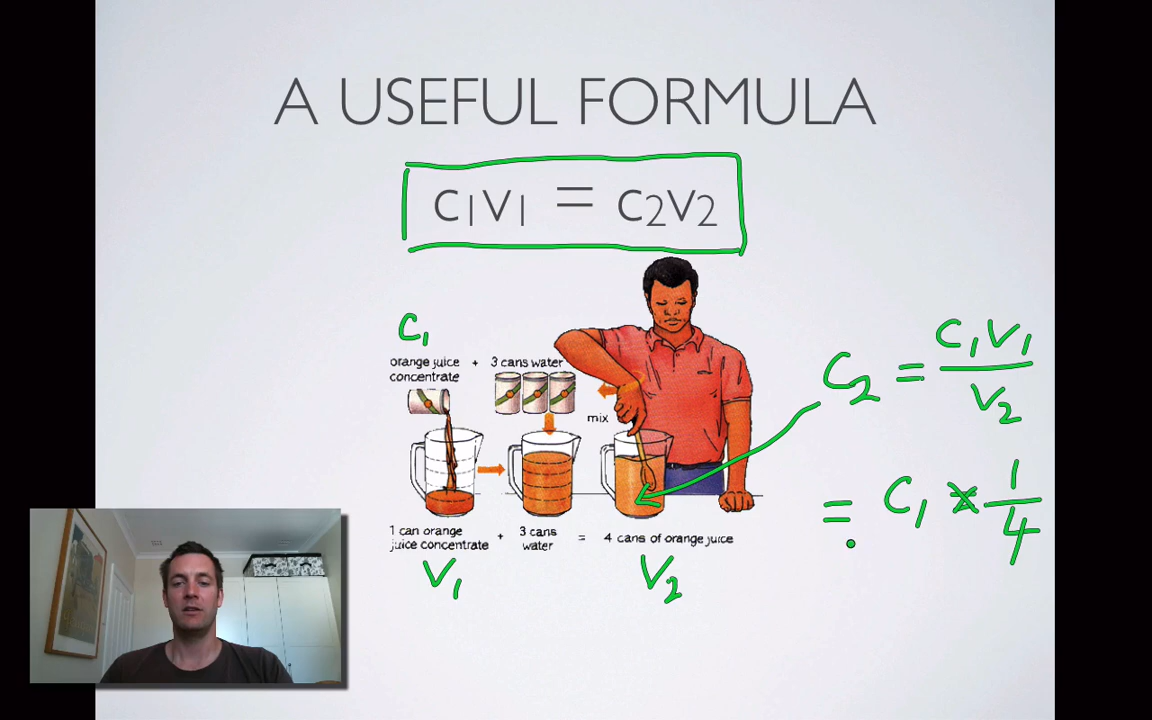 A USEFUL FORMULA
C1V1 = C2V2
C1
orange juice + 3 cans water
concentrate
mix
C2 = C1V1
V2
= C1 × 1
4
1 can orange + 3 cans = 4 cans of orange juice
juice concentrate water
V1
V2